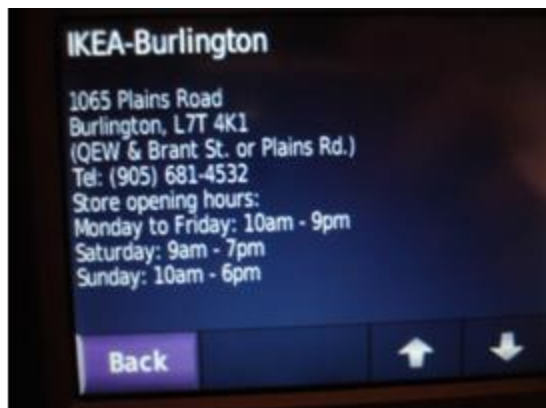 IKEA-Burlington
1065 Plains Road
Burlington, L7T 4K1
(QEW & Brant St. or Plains Rd.)
Tel: (905) 681-4532
Store opening hours:
Monday to Friday: 10am - 9pm
Saturday: 9am - 7pm
Sunday: 10am - 6pm
Back